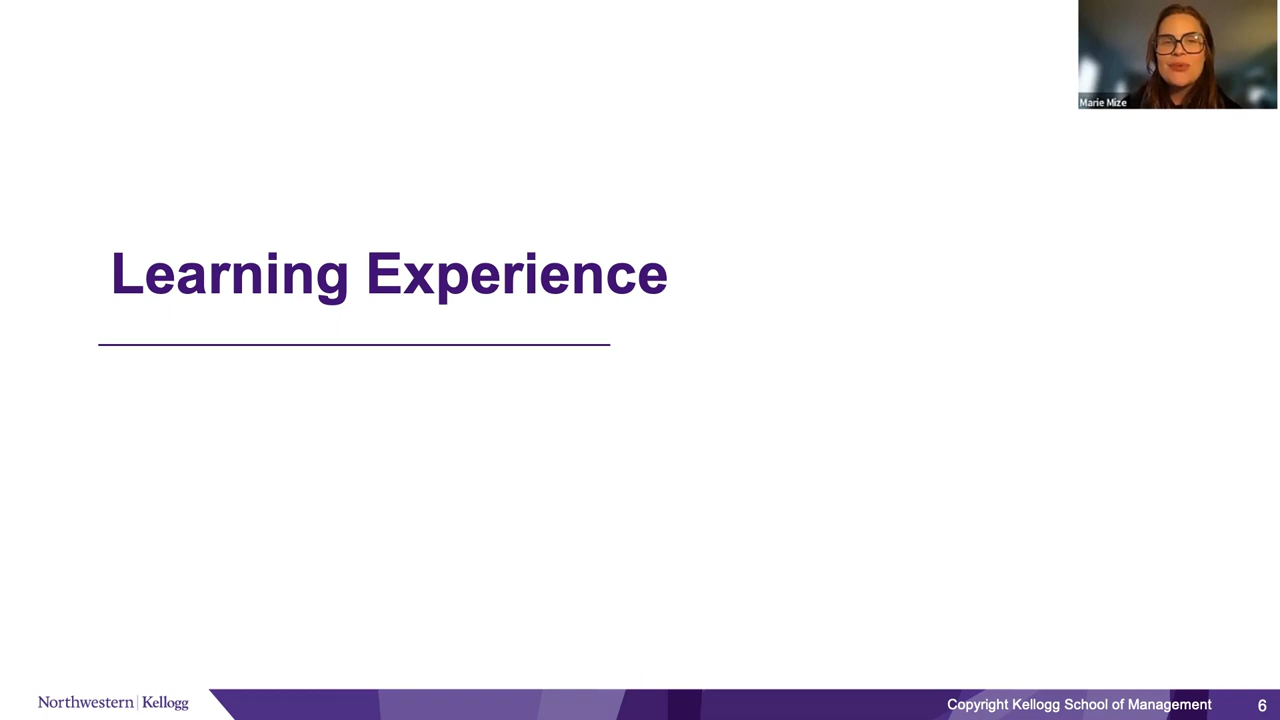 Marie Mize
Learning Experience
Northwestern | Kellogg
Copyright Kellogg School of Management
6